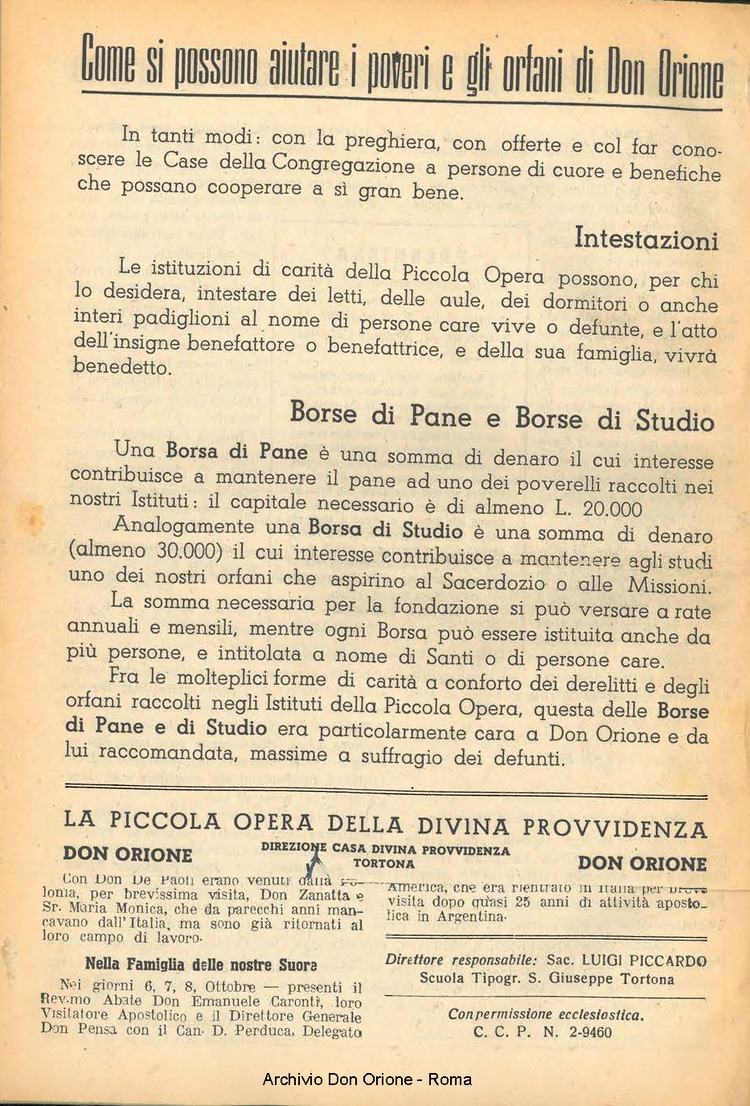 Come si possono aiutare i poveri e gli orfani di Don Orione
In tanti modi: con la preghiera, con offerte e col far cono-
scere le Case della Congregazione a persone di cuore e benefiche
che possano cooperare a sì gran bene.
Intestazioni
Le istituzioni di carità della Piccola Opera possono, per chi
lo desidera, intestare dei letti, delle aule, dei dormitori o anche
interi padiglioni al nome di persone care vive o defunte, e l'atto
dell'insigne benefattore o benefattrice, e della sua famiglia, vivrà
benedetto.
Borse di Pane e Borse di Studio
Una Borsa di Pane è una somma di denaro il cui interesse
contribuisce a mantenere il pane ad uno dei poverelli raccolti nei
nostri Istituti: il capitale necessario è di almeno L. 20.000
Analogamente una Borsa di Studio è una somma di denaro
(almeno 30.000) il cui interesse contribuisce a mantenere agli studi
uno dei nostri orfani che aspirino al Sacerdozio o alle Missioni.
La somma necessaria per la fondazione si può versare a rate
annuali e mensili, mentre ogni Borsa può essere istituita anche da
più persone, e intitolata a nome di Santi o di persone care.
Fra le molteplici forme di carità a conforto dei derelitti e degli
orfani raccolti negli Istituti della Piccola Opera, questa delle Borse
di Pane e di Studio era particolarmente cara a Don Orione e da
lui raccomandata, massime a suffragio dei defunti.
LA PICCOLA OPERA DELLA DIVINA PROVVIDENZA
DON ORIONE
DIREZIONE CASA DIVINA PROVVIDENZA
TORTONA
DON ORIONE
Con Don De Paoli erano venuti dalla Po-
lonia, per brevissima visita, Don Zanatta e
Sr. Maria Monica, che da parecchi anni man-
cavano dall'Italia, ma sono già ritornati al
loro campo di lavoro.
Nella Famiglia delle nostre Suore
Nei giorni 6, 7, 8, Ottobre — presenti il
Rev.mo Abate Don Emanuele Caronti, loro
Visitatore Apostolico e il Direttore Generale
Don Pensa con il Can. D. Perduca, Delegato
America, che era rientrato in Italia per breve
visita dopo quasi 25 anni di attività aposto-
lica in Argentina.
Direttore responsabile: Sac. LUIGI PICCARDO
Scuola Tipogr. S. Giuseppe Tortona
Con permissione ecclesiastica.
C. C. P. N. 2-9460
Archivio Don Orione - Roma